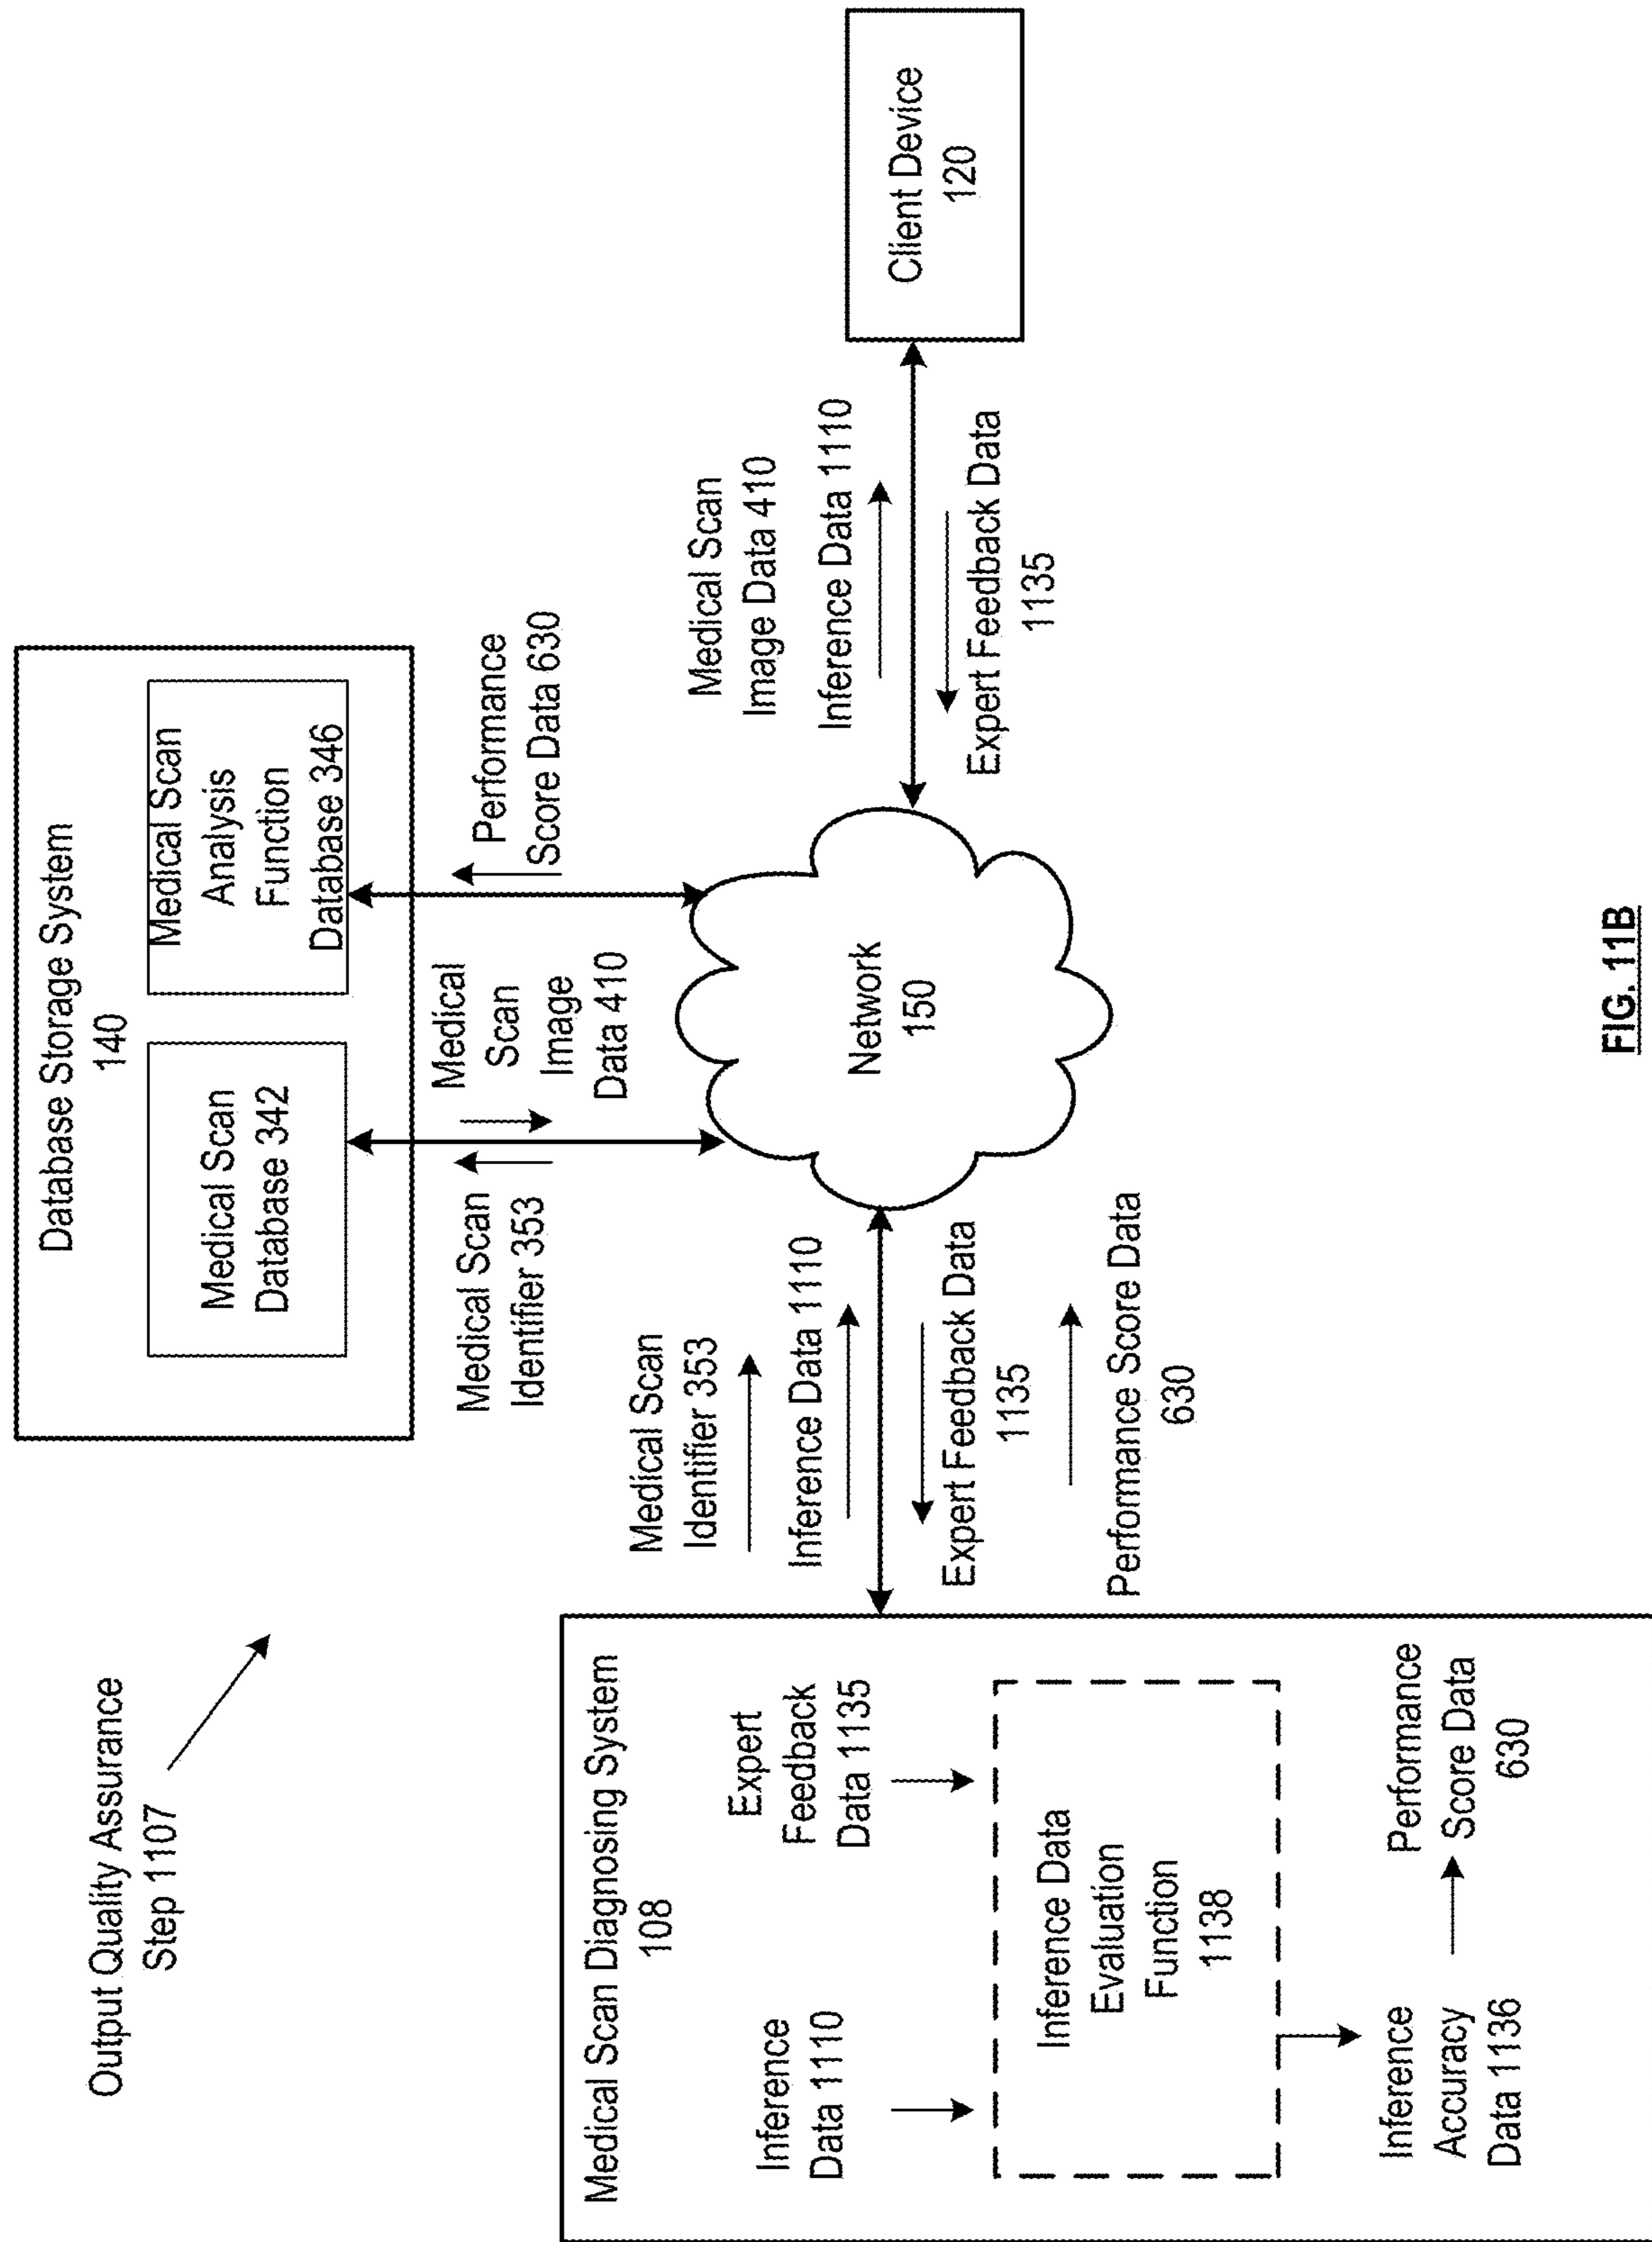 Output Quality Assurance
Step 1107
Database Storage System
140
Medical Scan
Database 342
Medical Scan
Analysis
Function
Database 346
Medical Scan
Identifier 353
Medical
Scan
Image
Data 410
Performance
Score Data 630
Medical Scan Diagnosing System
108
Inference
Data 1110
Expert
Feedback
Data 1135
Inference Data
Evaluation
Function
1138
Inference
Accuracy
Data 1136
Performance
Score Data
630
Medical Scan
Identifier 353
Inference Data 1110
Expert Feedback Data
1135
Performance Score Data
630
Network
150
Medical Scan
Image Data 410
Inference Data 1110
Expert Feedback Data
1135
Client Device
120
FIG. 11B